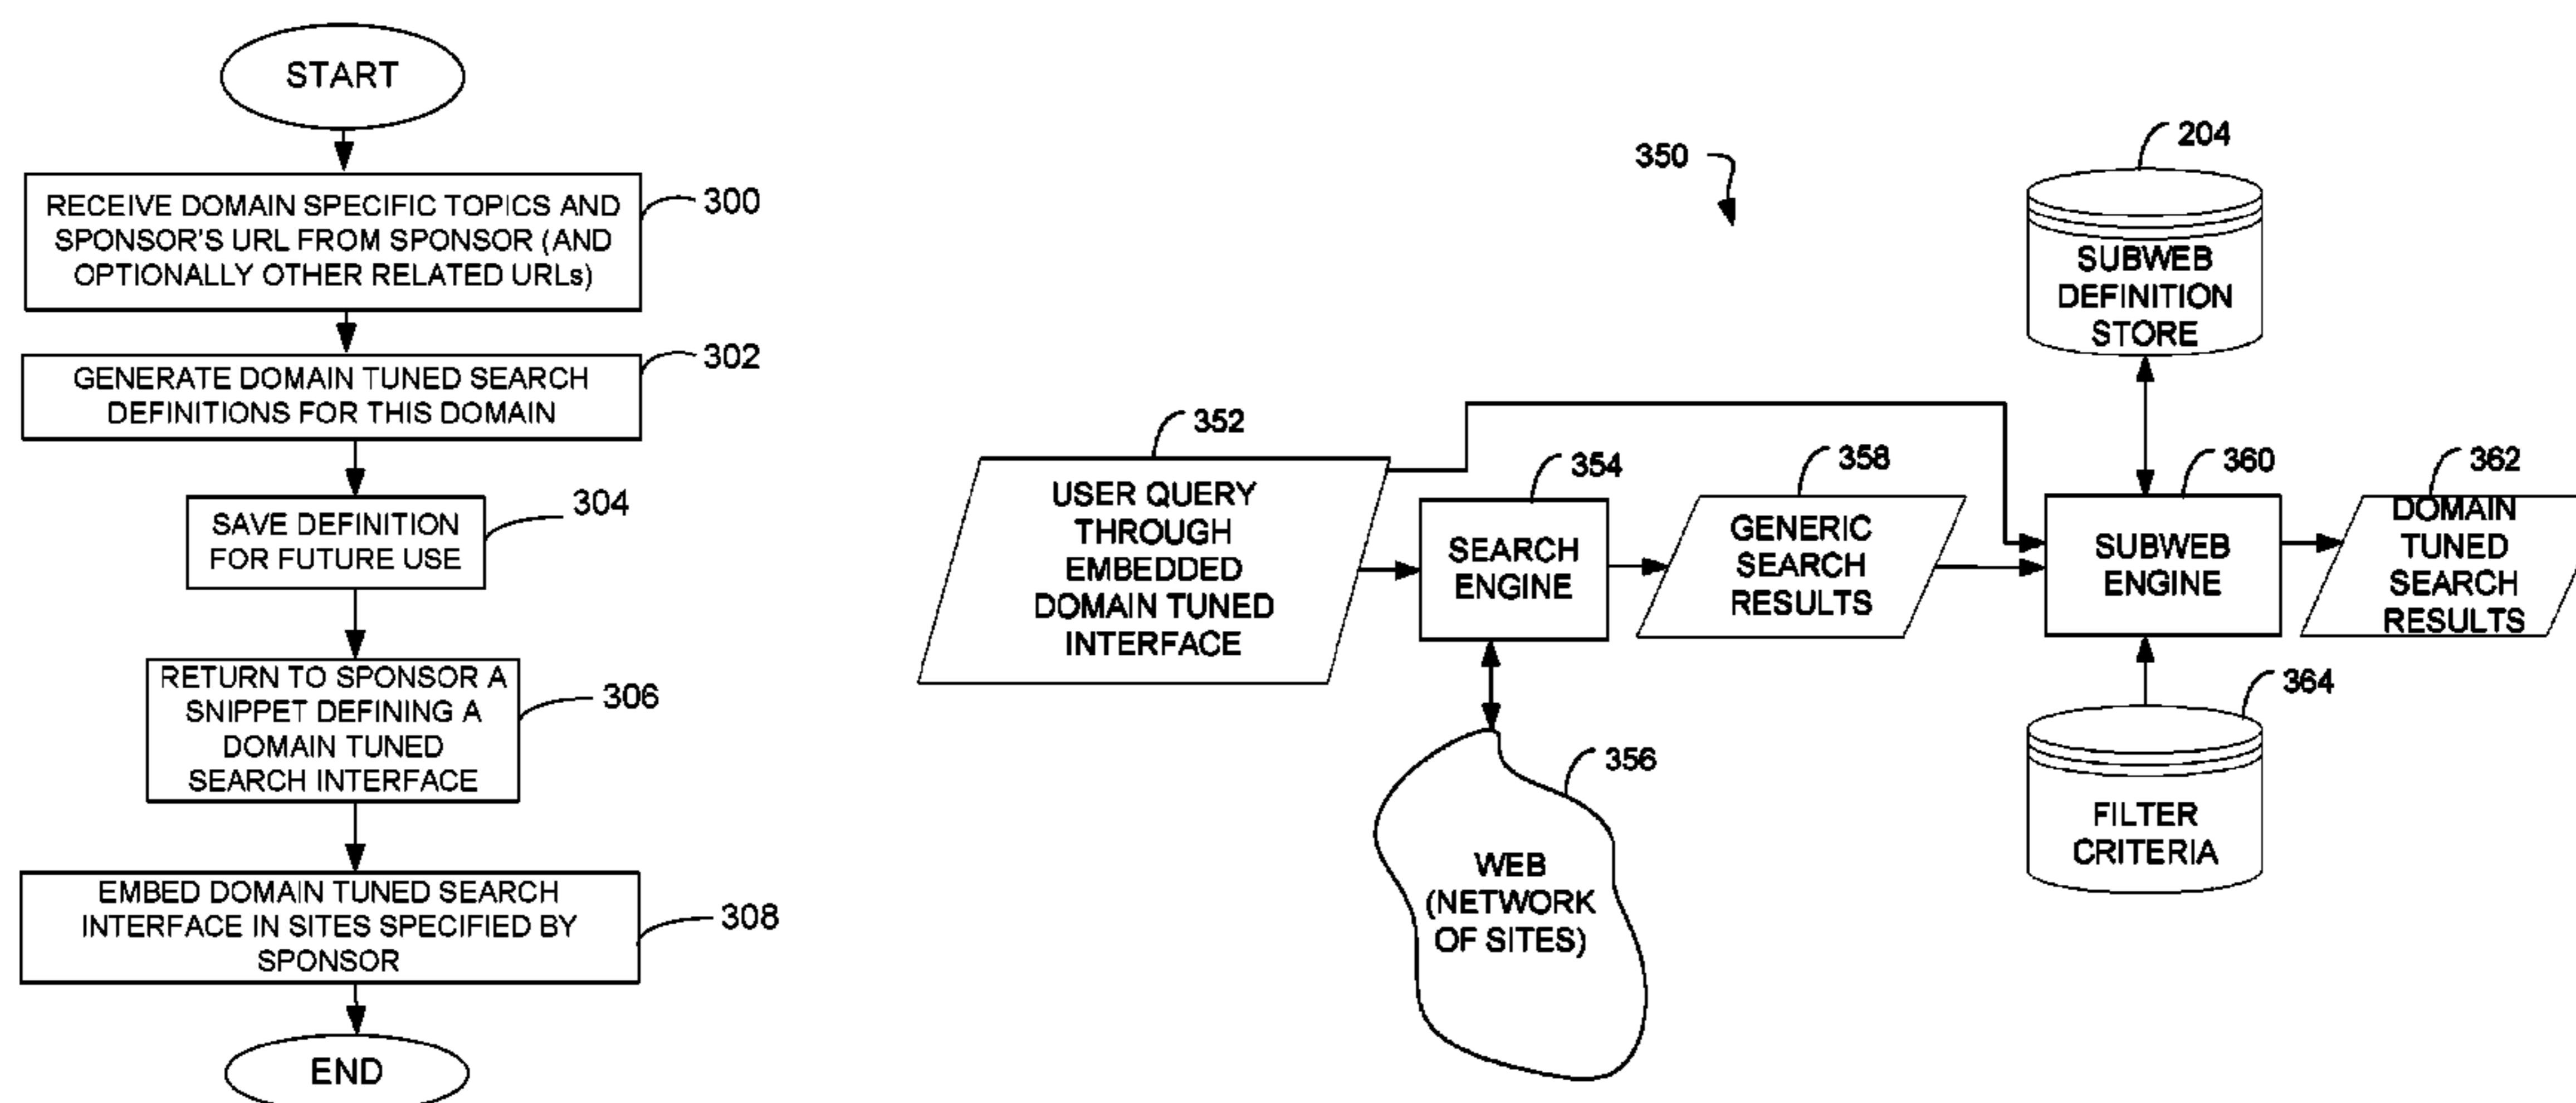 START
RECEIVE DOMAIN SPECIFIC TOPICS AND
SPONSOR'S URL FROM SPONSOR (AND
OPTIONALLY OTHER RELATED URLs)
300
GENERATE DOMAIN TUNED SEARCH
DEFINITIONS FOR THIS DOMAIN
302
SAVE DEFINITION
FOR FUTURE USE
304
RETURN TO SPONSOR A
SNIPPET DEFINING A
DOMAIN TUNED
SEARCH INTERFACE
306
EMBED DOMAIN TUNED SEARCH
INTERFACE IN SITES SPECIFIED BY
SPONSOR
308
END
350
352
USER QUERY
THROUGH
EMBEDDED
DOMAIN TUNED
INTERFACE
354
SEARCH
ENGINE
356
WEB
(NETWORK
OF SITES)
358
GENERIC
SEARCH
RESULTS
204
SUBWEB
DEFINITION
STORE
360
SUBWEB
ENGINE
362
DOMAIN
TUNED
SEARCH
RESULTS
364
FILTER
CRITERIA